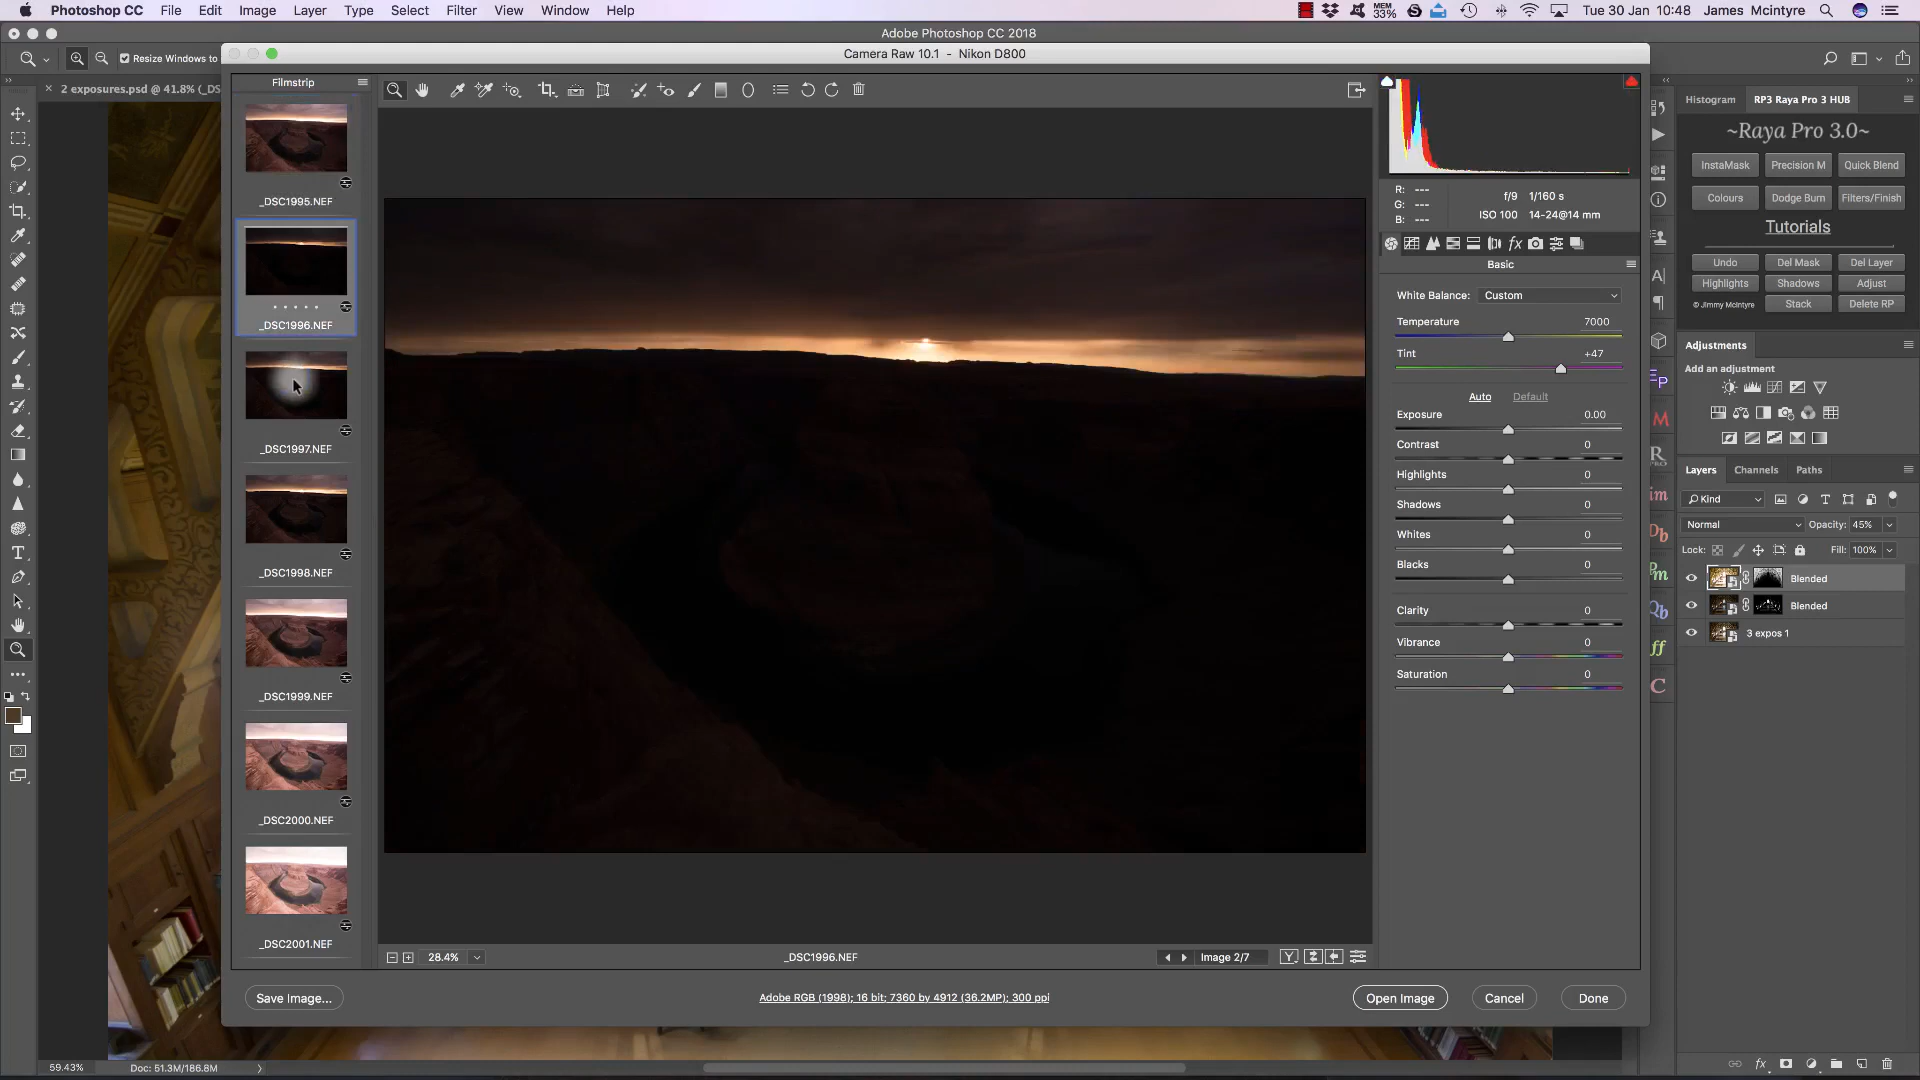 Photoshop CC File Edit Image Layer Type Select Filter View Window Help
MEM 33% Tue 30 Jan 10:48 James Mcintyre
Adobe Photoshop CC 2018
Resize Windows to
Camera Raw 10.1 - Nikon D800
2 exposures.psd @ 41.8% (_DS
Filmstrip
_DSC1995.NEF
_DSC1996.NEF
_DSC1997.NEF
_DSC1998.NEF
_DSC1999.NEF
_DSC2000.NEF
_DSC2001.NEF
28.4%
_DSC1996.NEF
Image 2/7
Save Image...
Adobe RGB (1998); 16 bit; 7360 by 4912 (36.2MP); 300 ppi
Open Image
Cancel
Done
R: ---
G: ---
B: ---
f/9 1/160 s
ISO 100 14-24@14 mm
Basic
White Balance: Custom
Temperature 7000
Tint +47
Auto Default
Exposure 0.00
Contrast 0
Highlights 0
Shadows 0
Whites 0
Blacks 0
Clarity 0
Vibrance 0
Saturation 0
Histogram RP3 Raya Pro 3 HUB
~Raya Pro 3.0~
InstaMask Precision M Quick Blend
Colours Dodge Burn Filters/Finish
Tutorials
Undo Del Mask Del Layer
Highlights Shadows Adjust
© Jimmy McIntyre Stack Delete RP
Adjustments
Add an adjustment
Layers Channels Paths
Kind
Normal Opacity: 45%
Lock: Fill: 100%
Blended
Blended
3 expos 1
59.43% Doc: 51.3M/186.8M